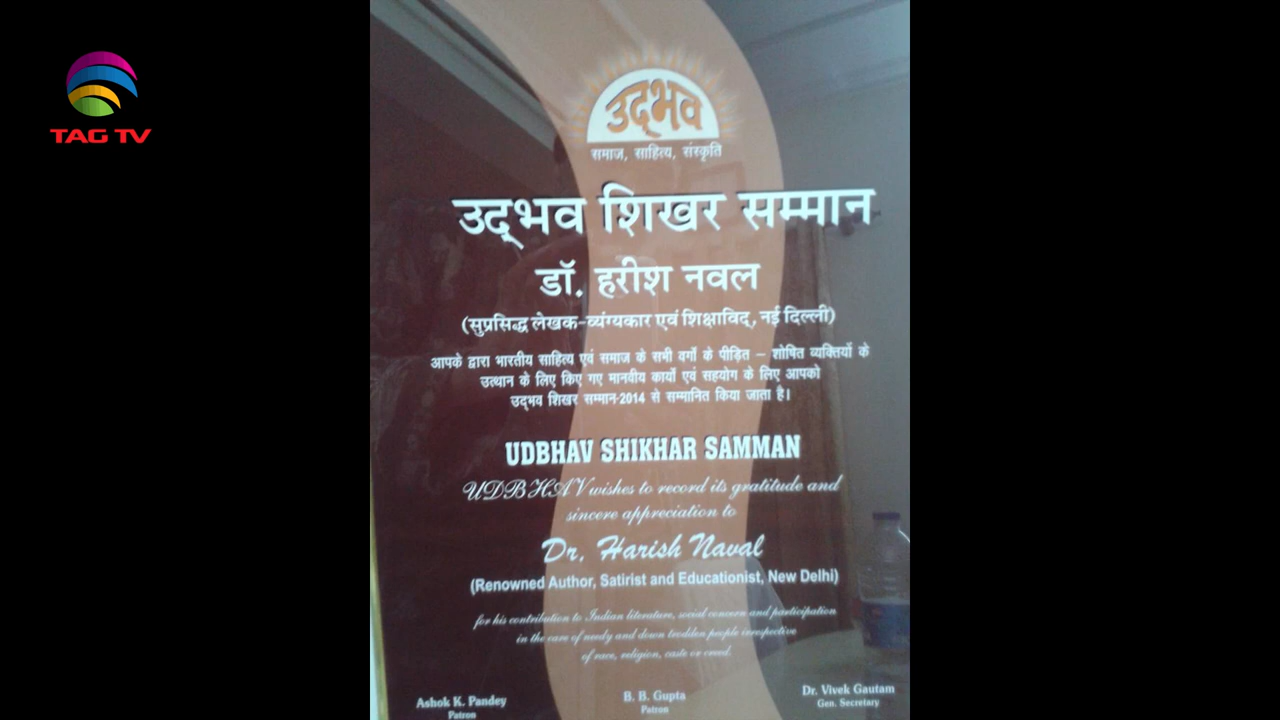 TAG TV
उद्भव
समाज, साहित्य, संस्कृति
उद्भव शिखर सम्मान
डॉ. हरीश नवल
(सुप्रसिद्ध लेखक-व्यंग्यकार एवं शिक्षाविद्, नई दिल्ली)
आपके द्वारा भारतीय साहित्य एवं समाज के सभी वर्गों के पीड़ित – शोषित व्यक्तियों के
उत्थान के लिए किए गए मानवीय कार्यों एवं सहयोग के लिए आपको
उद्भव शिखर सम्मान-2014 से सम्मानित किया जाता है।
UDBHAV SHIKHAR SAMMAN
UDBHAV wishes to record its gratitude and
sincere appreciation to
Dr. Harish Naval
(Renowned Author, Satirist and Educationist, New Delhi)
for his contribution to Indian literature, social concern and participation
in the care of needy and down trodden people irrespective
of race, religion, caste or creed.
Ashok K. Pandey
Patron
B. B. Gupta
Patron
Dr. Vivek Gautam
Gen. Secretary